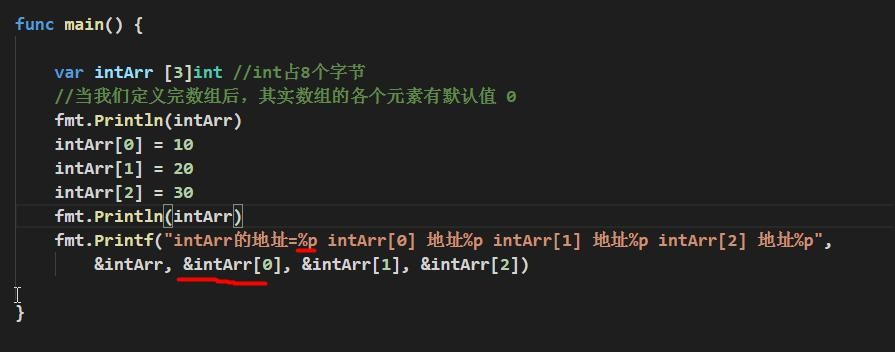 func main() {
var intArr [3]int //int占8个字节
//当我们定义完数组后，其实数组的各个元素有默认值 0
fmt.Println(intArr)
intArr[0] = 10
intArr[1] = 20
intArr[2] = 30
fmt.Println(intArr)
fmt.Printf("intArr的地址=%p intArr[0] 地址%p intArr[1] 地址%p intArr[2] 地址%p",
&intArr, &intArr[0], &intArr[1], &intArr[2])
}